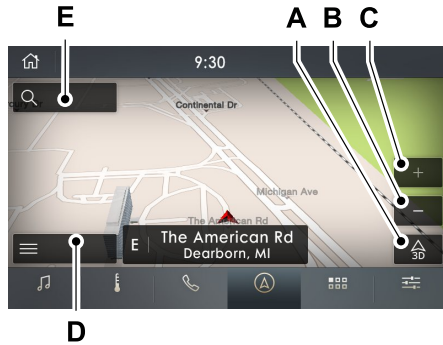 E
A B C
9:30
Continental Dr
+
Michigan Ave
−
The American Rd
E The American Rd
Dearborn, MI
3D
D